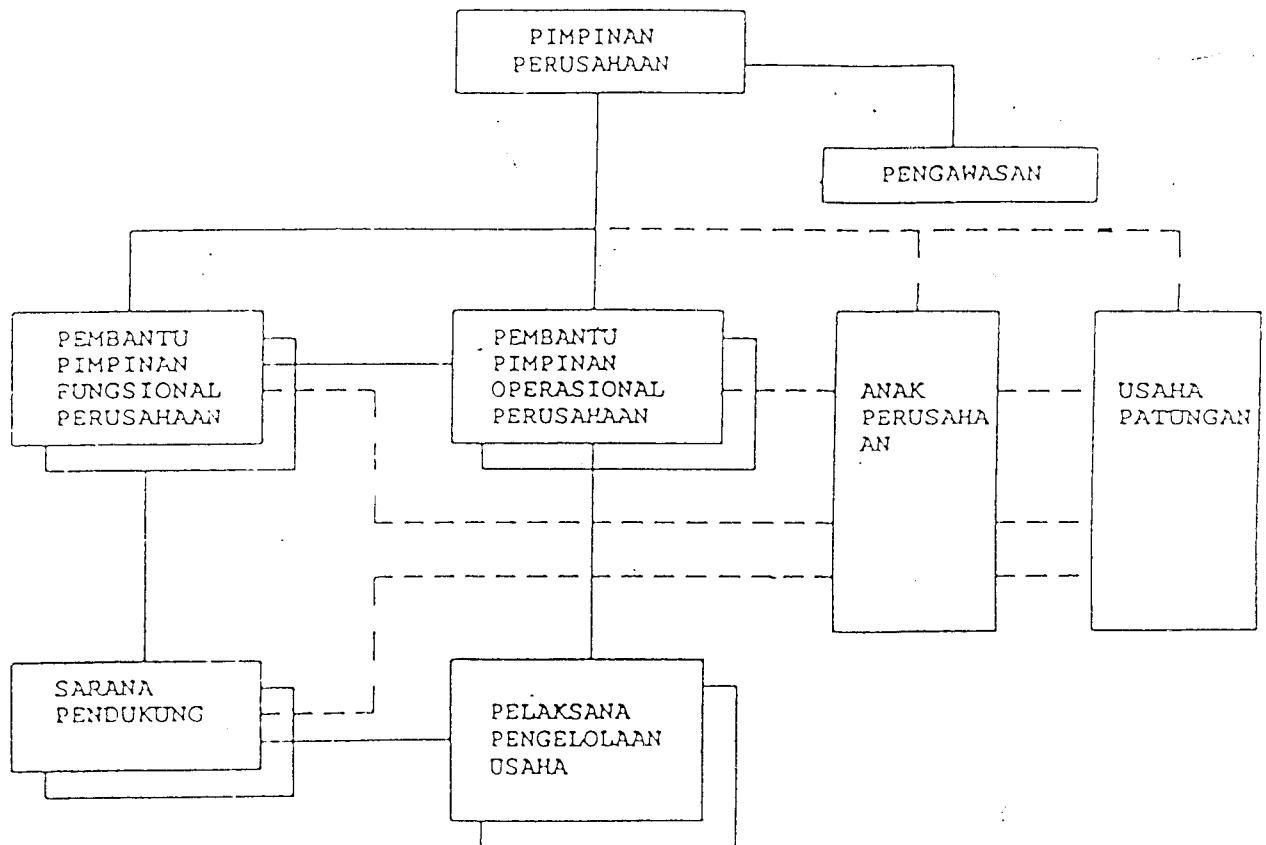 PIMPINAN
PERUSAHAAN
PENGAWASAN
PEMBANTU
PIMPINAN
FUNGSIONAL
PERUSAHAAN
PEMBANTU
PIMPINAN
OPERASIONAL
PERUSAHAAN
ANAK
PERUSAHA
AN
USAHA
PATUNGAN
SARANA
PENDUKUNG
PELAKSANA
PENGELOLAAN
USAHA